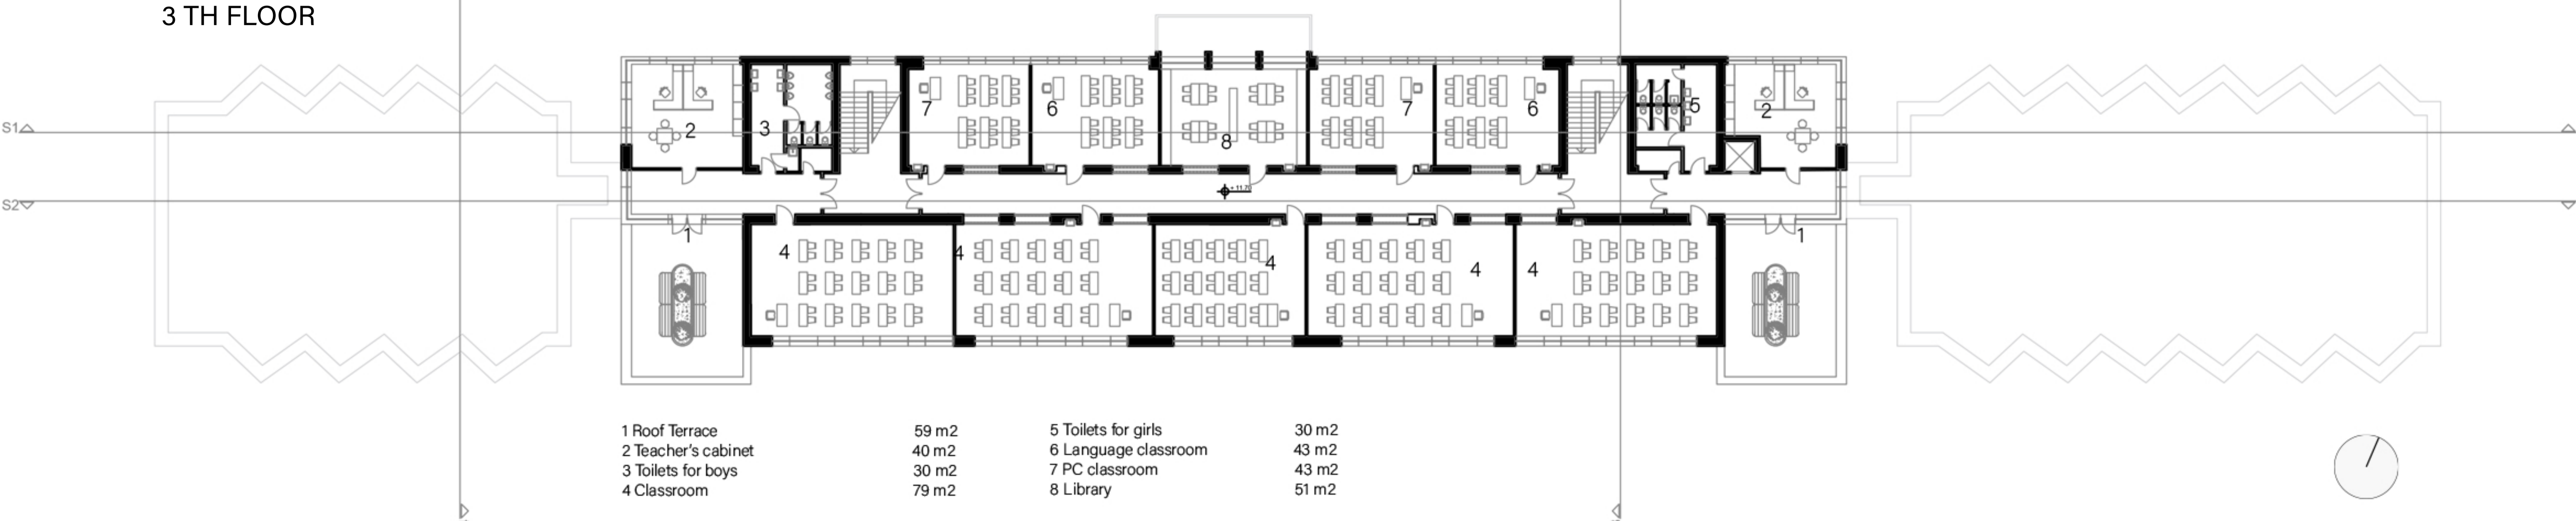 3 TH FLOOR
7 6 7 6 5 2
2 3 8
S1
+ 11.70
S2
1 1
4 4 4 4 4
1 Roof Terrace 59 m2
2 Teacher's cabinet 40 m2
3 Toilets for boys 30 m2
4 Classroom 79 m2
5 Toilets for girls 30 m2
6 Language classroom 43 m2
7 PC classroom 43 m2
8 Library 51 m2